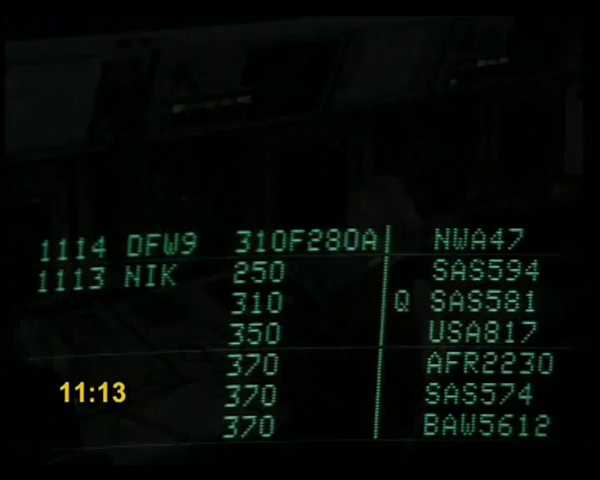 1114 DFW9 310F280A NWA47
1113 NIK 250 SAS594
310 Q SAS581
350 USA817
370 AFR2230
370 SAS574
370 BAW5612
11:13